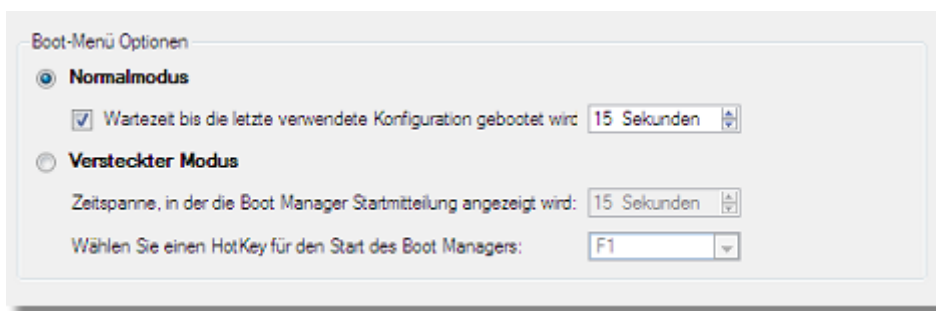 Boot-Menü Optionen
Normalmodus
Wartezeit bis die letzte verwendete Konfiguration gebootet wird 15 Sekunden
Versteckter Modus
Zeitspanne, in der die Boot Manager Startmitteilung angezeigt wird: 15 Sekunden
Wählen Sie einen HotKey für den Start des Boot Managers: F1